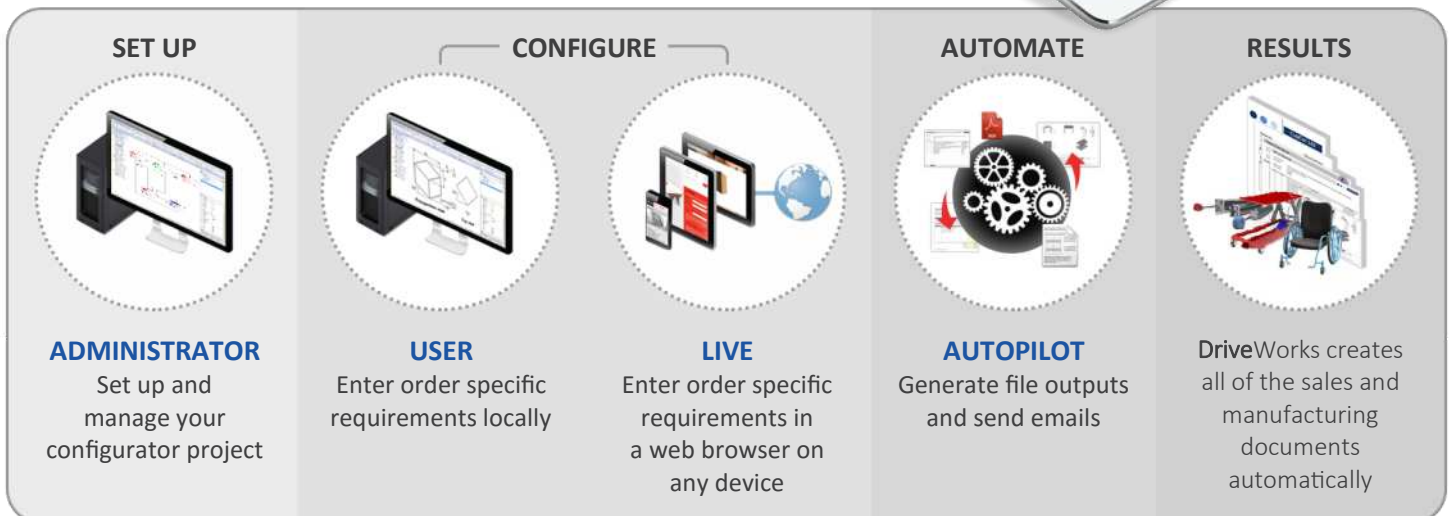 SET UP
CONFIGURE
AUTOMATE
RESULTS
ADMINISTRATOR
Set up and
manage your
configurator project
USER
Enter order specific
requirements locally
LIVE
Enter order specific
requirements in
a web browser on
any device
AUTOPILOT
Generate file outputs
and send emails
DriveWorks creates
all of the sales and
manufacturing
documents
automatically